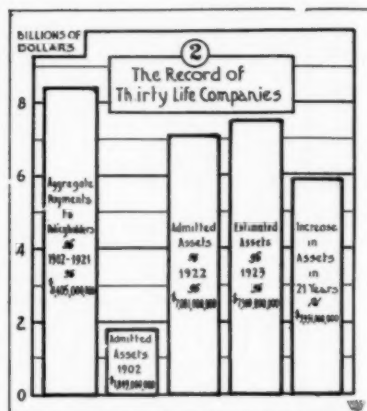 BILLIONS OF
DOLLARS
2
The Record of
Thirty Life Companies
8
6
4
2
0
Aggregate
Payments
to
Policyholders
1902-1921
Admitted
Assets
1902
Admitted
Assets
1922
Estimated
Assets
1923
Increase
in
Assets
in
21 Years